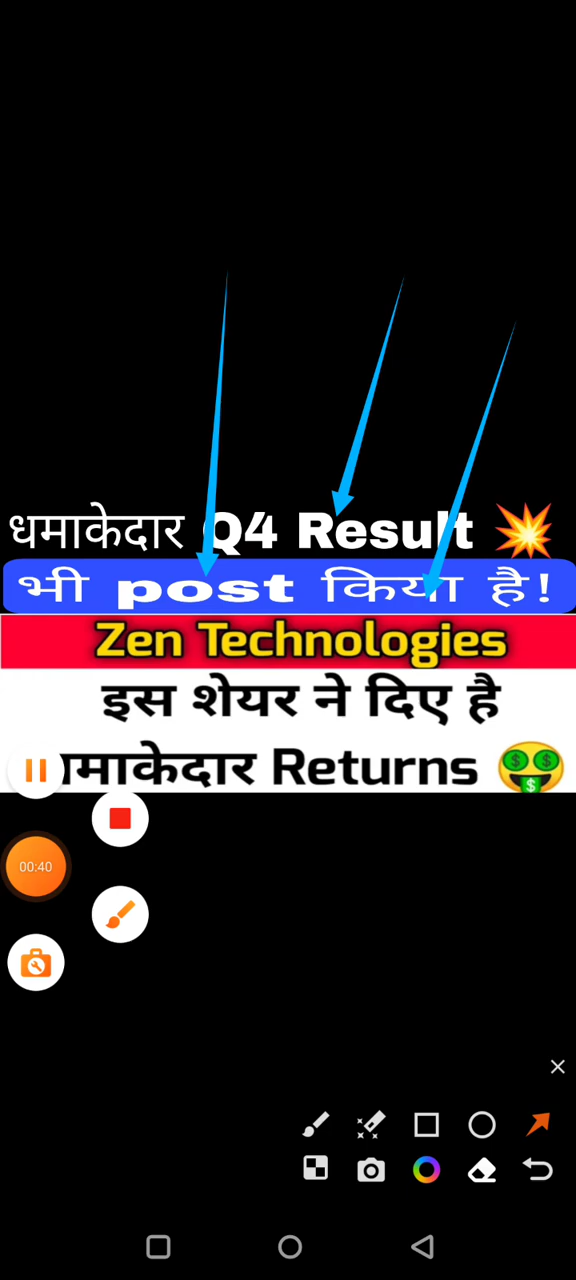 धमाकेदार Q4 Result 💥
भी post किया है!
Zen Technologies
इस शेयर ने दिए है
Returns 🤑
00:40